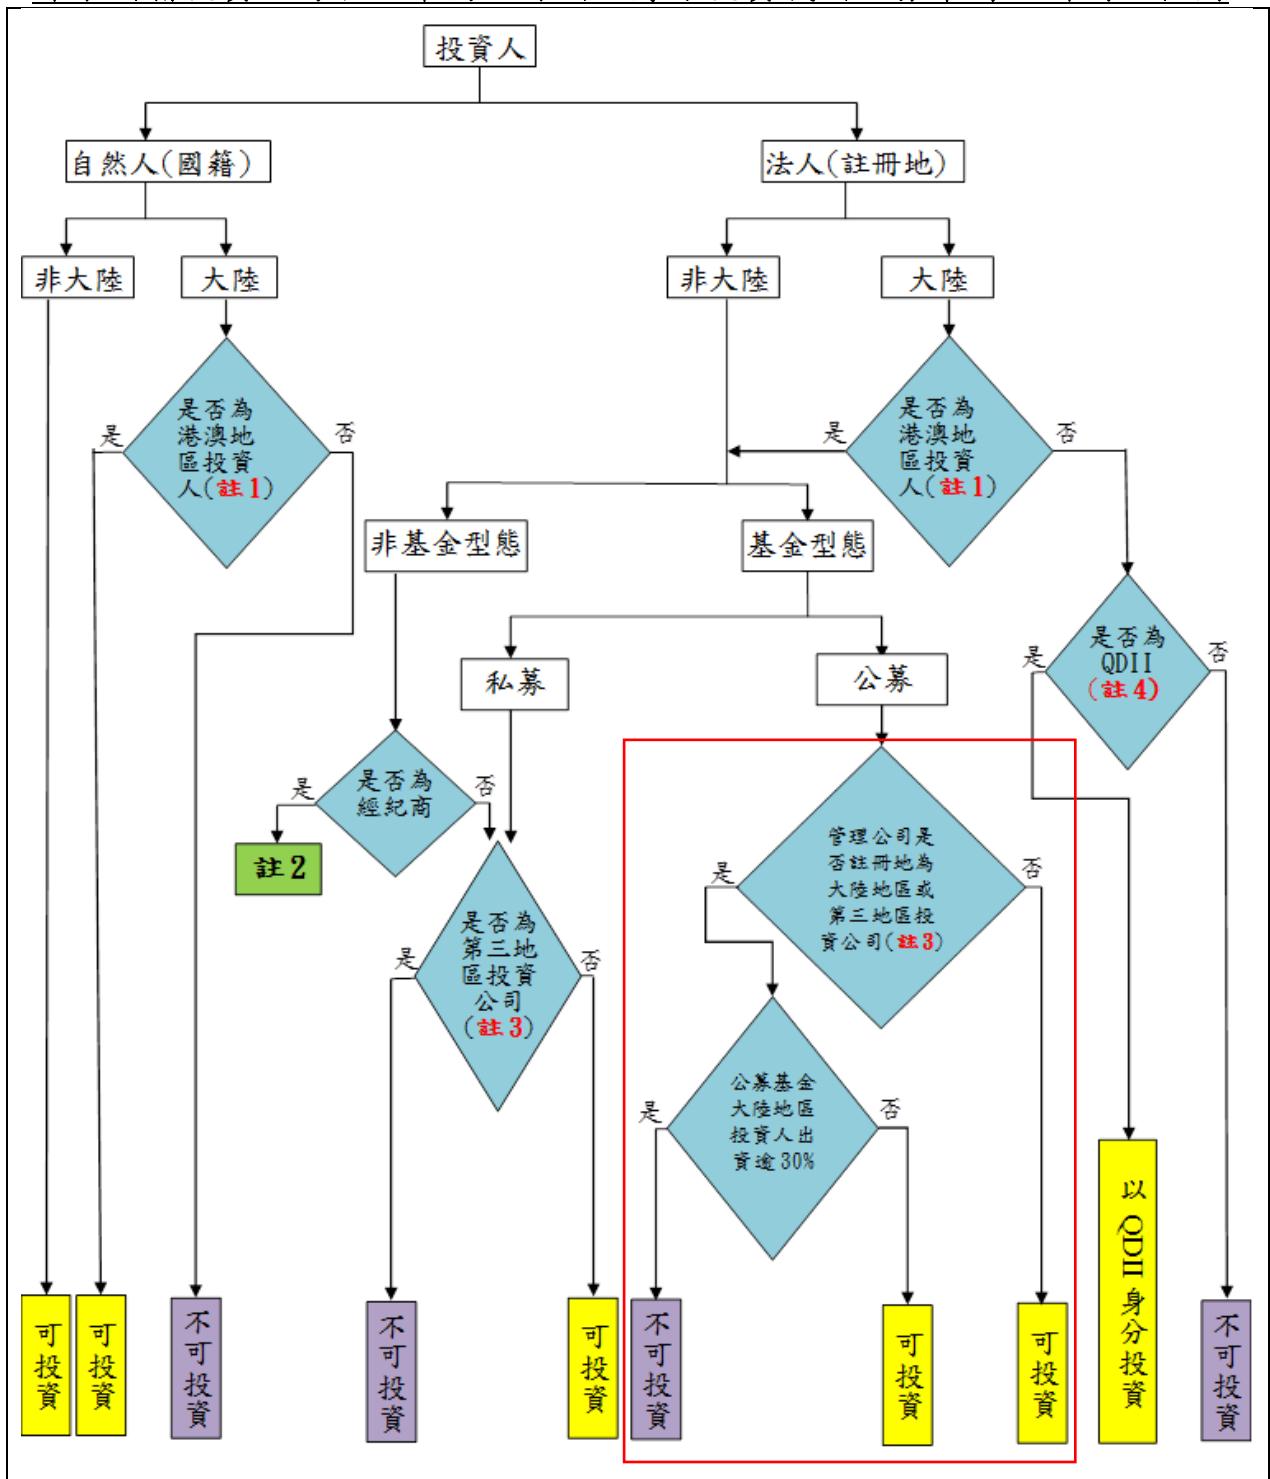 投資人
自然人(國籍)
法人(註冊地)
非大陸
大陸
非大陸
大陸
是否為
港澳地
區投資
人(註1)
是
否
是否為
港澳地
區投資
人(註1)
是
否
非基金型態
基金型態
是否為
QDII
(註4)
是
否
私募
公募
是否為
經紀商
是
否
註2
管理公司是
否註冊地為
大陸地區或
第三地區投
資公司(註3)
是
否
是否為
第三地
區投資
公司
(註3)
是
否
公募基金
大陸地區
投資人出
資逾30%
是
否
可投資
可投資
不可投資
不可投資
可投資
不可投資
可投資
可投資
以QDII身分投資
不可投資